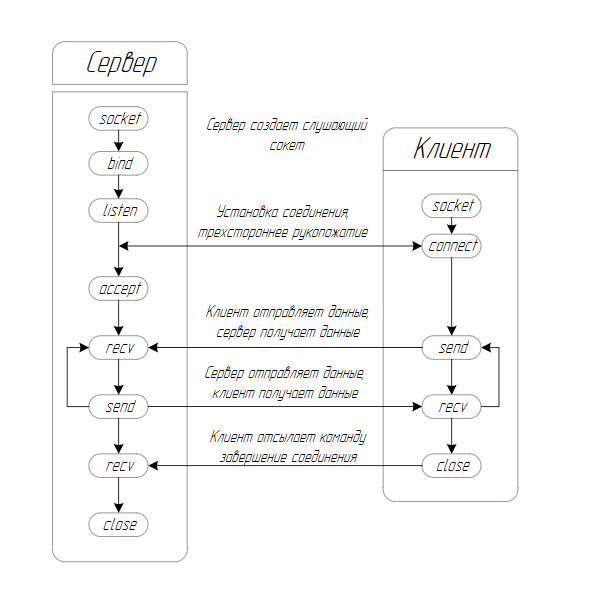 Сервер
socket
bind
listen
accept
recv
send
recv
close
Сервер создает слушающий
сокет
Установка соединения,
трехстороннее рукопожатие
Клиент отправляет данные,
сервер получает данные
Сервер отправляет данные,
клиент получает данные
Клиент отсылает команду
завершение соединения
Клиент
socket
connect
send
recv
close